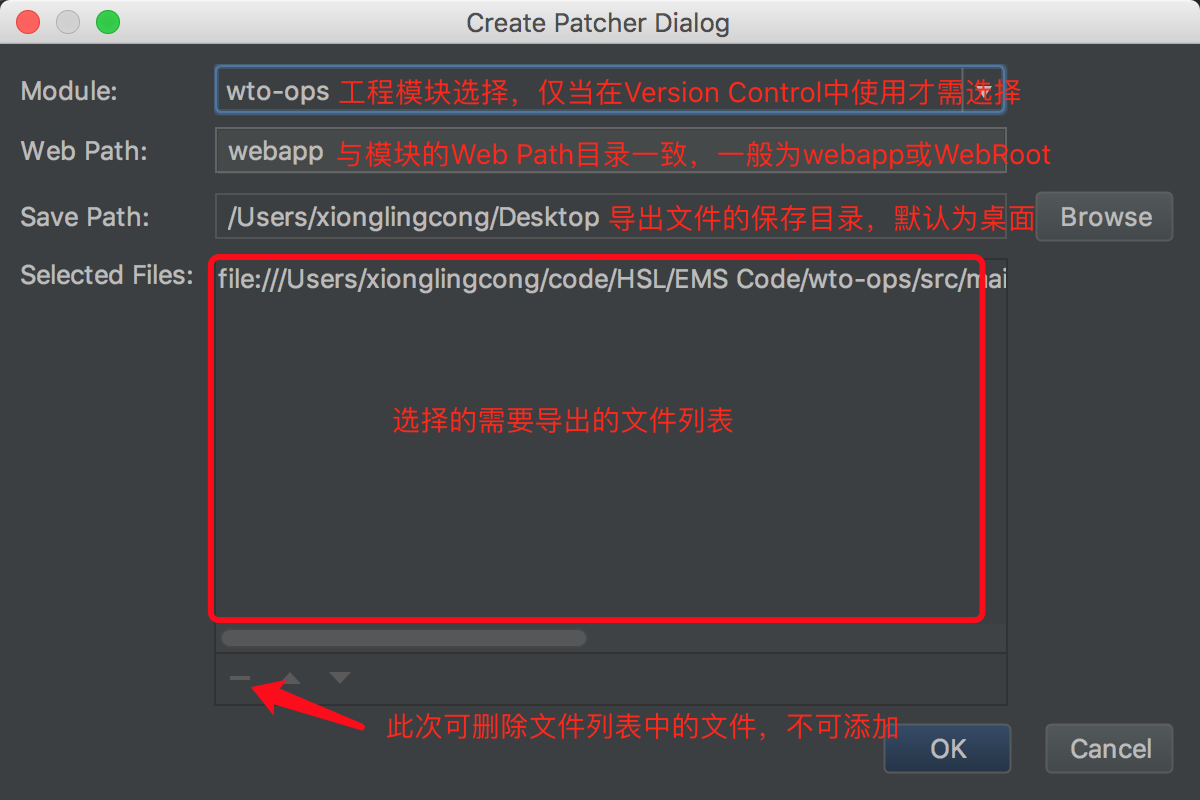 Create Patcher Dialog
Module: wto-ops 工程模块选择，仅当在Version Control中使用才需选择
Web Path: webapp 与模块的Web Path目录一致，一般为webapp或WebRoot
Save Path: /Users/xionglingcong/Desktop 导出文件的保存目录，默认为桌面 Browse
Selected Files: file:///Users/xionglingcong/code/HSL/EMS Code/wto-ops/src/mai
选择的需要导出的文件列表
此次可删除文件列表中的文件，不可添加
OK Cancel